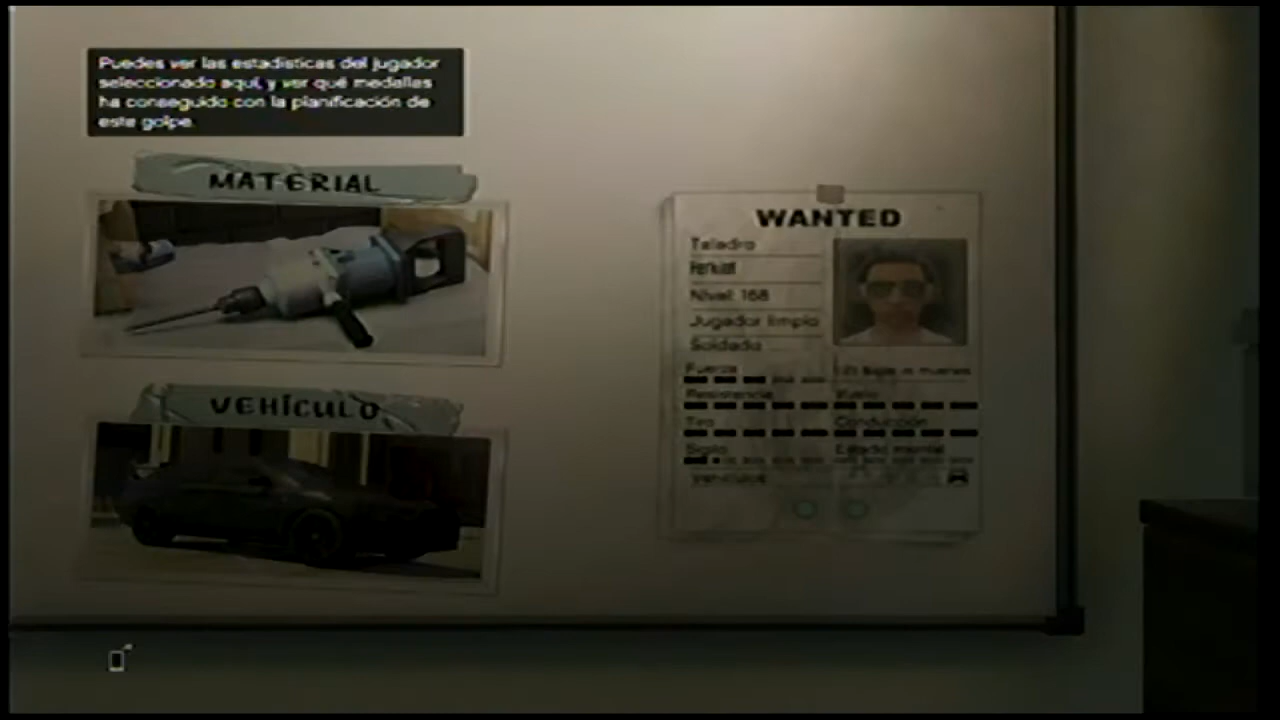 Puedes ver las estadísticas del jugador
seleccionado aquí, y ver qué medallas
ha conseguido con la planificación de
este golpe.
MATERIAL
VEHÍCULO
WANTED
Taladro
Nivel: 168
Jugador limpio
Soldado
Fuerza
Resistencia Vuelo
Tiro Conducción
Sigilo Estado mental
Vehículos